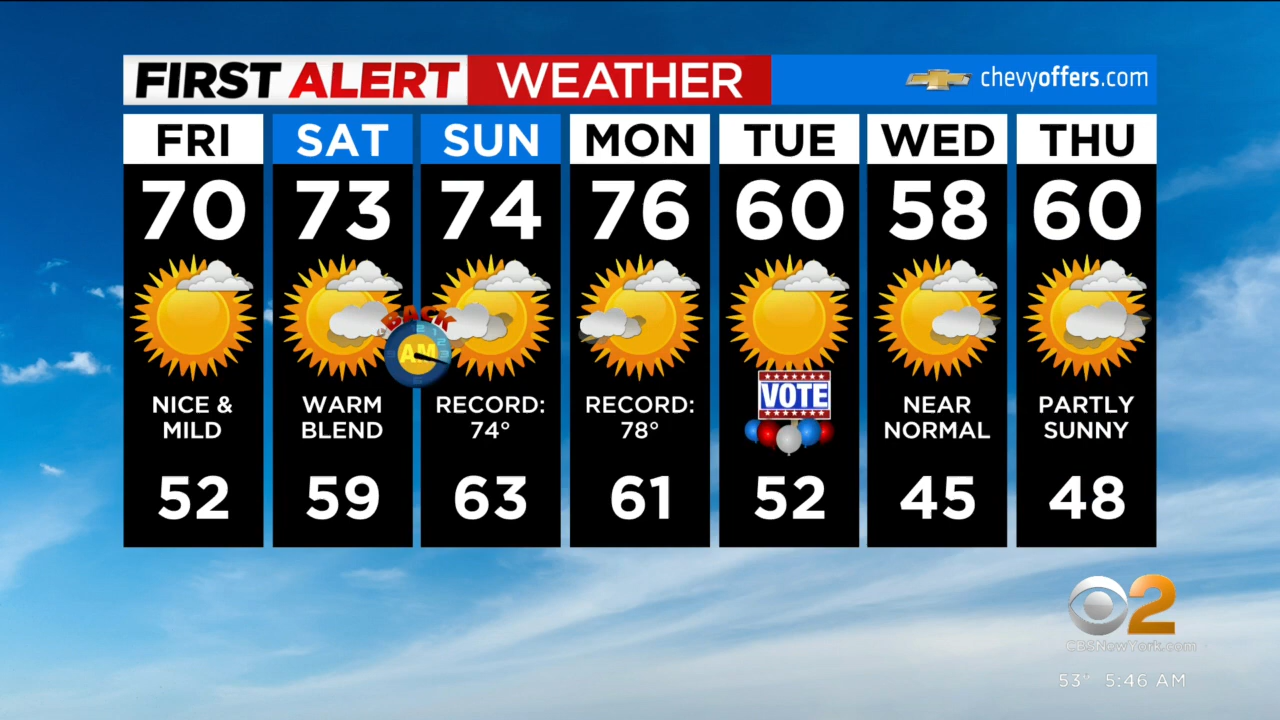 FIRST ALERT WEATHER
chevyoffers.com
FRI SAT SUN MON TUE WED THU
70 73 74 76 60 58 60
BACK
AM
VOTE
NICE & MILD
WARM BLEND
RECORD: 74°
RECORD: 78°
NEAR NORMAL
PARTLY SUNNY
52 59 63 61 52 45 48
2
CBSNewYork.com
53° 5:46 AM